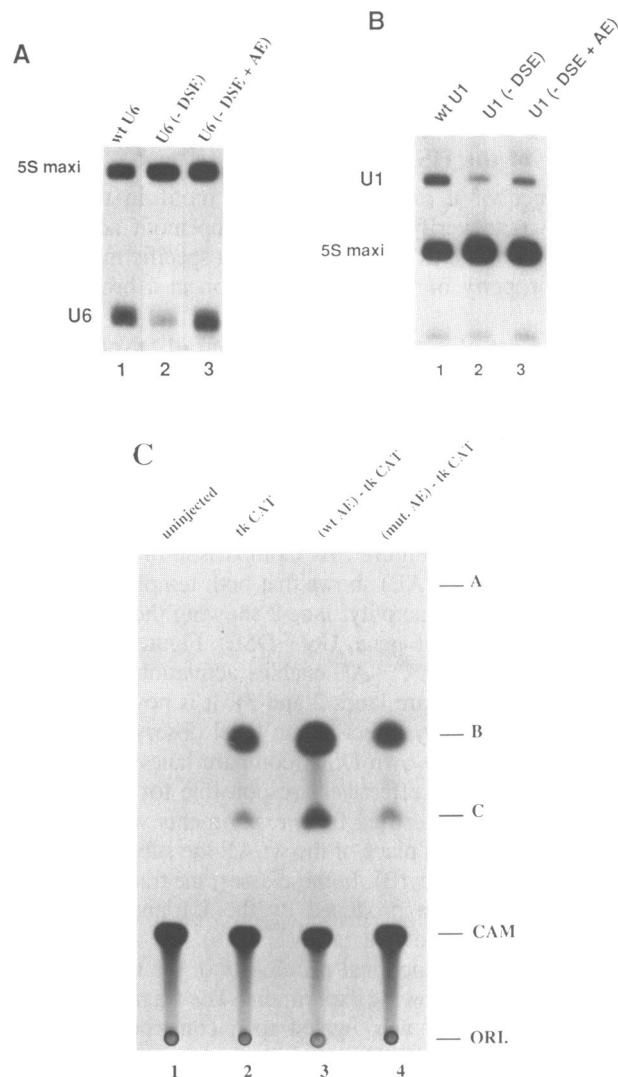 A
wt U6
U6 (- DSE)
U6 (- DSE + AE)
5S maxi
U6
1 2 3
B
wt U1
U1 (- DSE)
U1 (- DSE + AE)
U1
5S maxi
1 2 3
C
uninjected
tk CAT
(wt AE) - tk CAT
(mut. AE) - tk CAT
A
B
C
CAM
ORI.
1 2 3 4